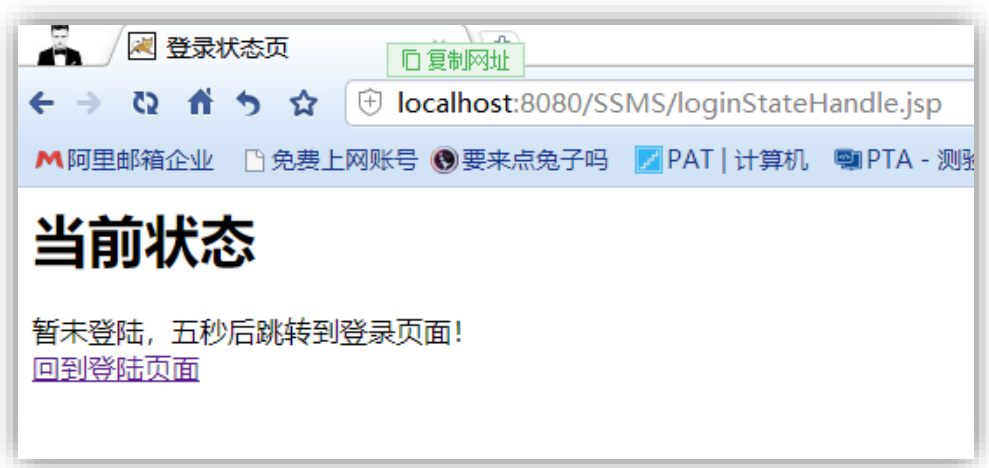 登录状态页
复制网址
localhost:8080/SSMS/loginStateHandle.jsp
阿里邮箱企业 免费上网账号 要来点兔子吗 PAT | 计算机 PTA - 测验
当前状态
暂未登陆，五秒后跳转到登录页面！
回到登陆页面